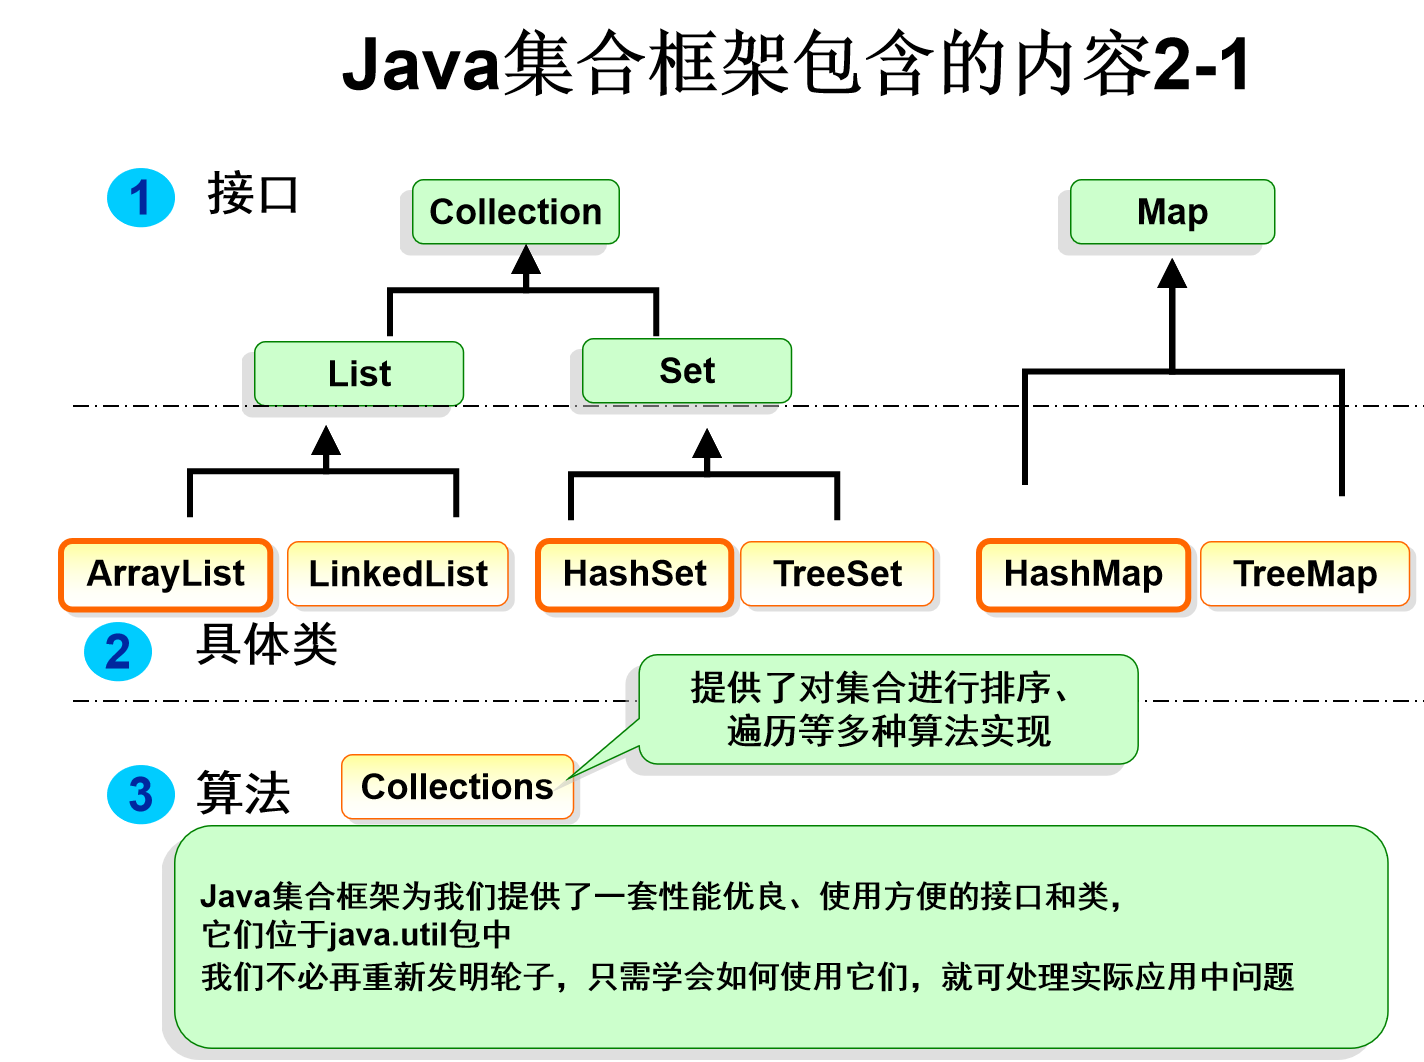 Java集合框架包含的内容2-1
1 接口
Collection
Map
List
Set
ArrayList
LinkedList
HashSet
TreeSet
HashMap
TreeMap
2 具体类
提供了对集合进行排序、
遍历等多种算法实现
3 算法
Collections
Java集合框架为我们提供了一套性能优良、使用方便的接口和类，
它们位于java.util包中
我们不必再重新发明轮子，只需学会如何使用它们，就可处理实际应用中问题